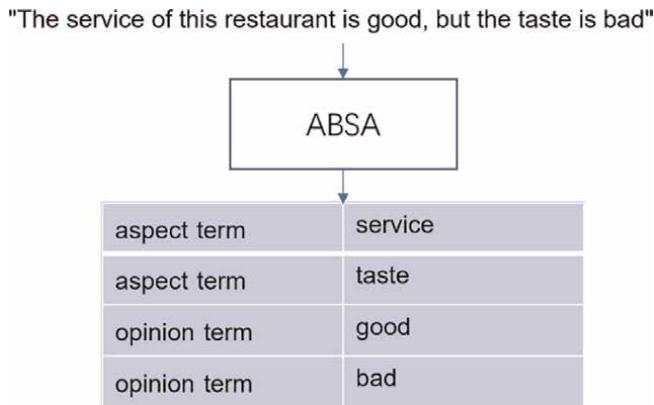 "The service of this restaurant is good, but the taste is bad"
ABSA
aspect term service
aspect term taste
opinion term good
opinion term bad